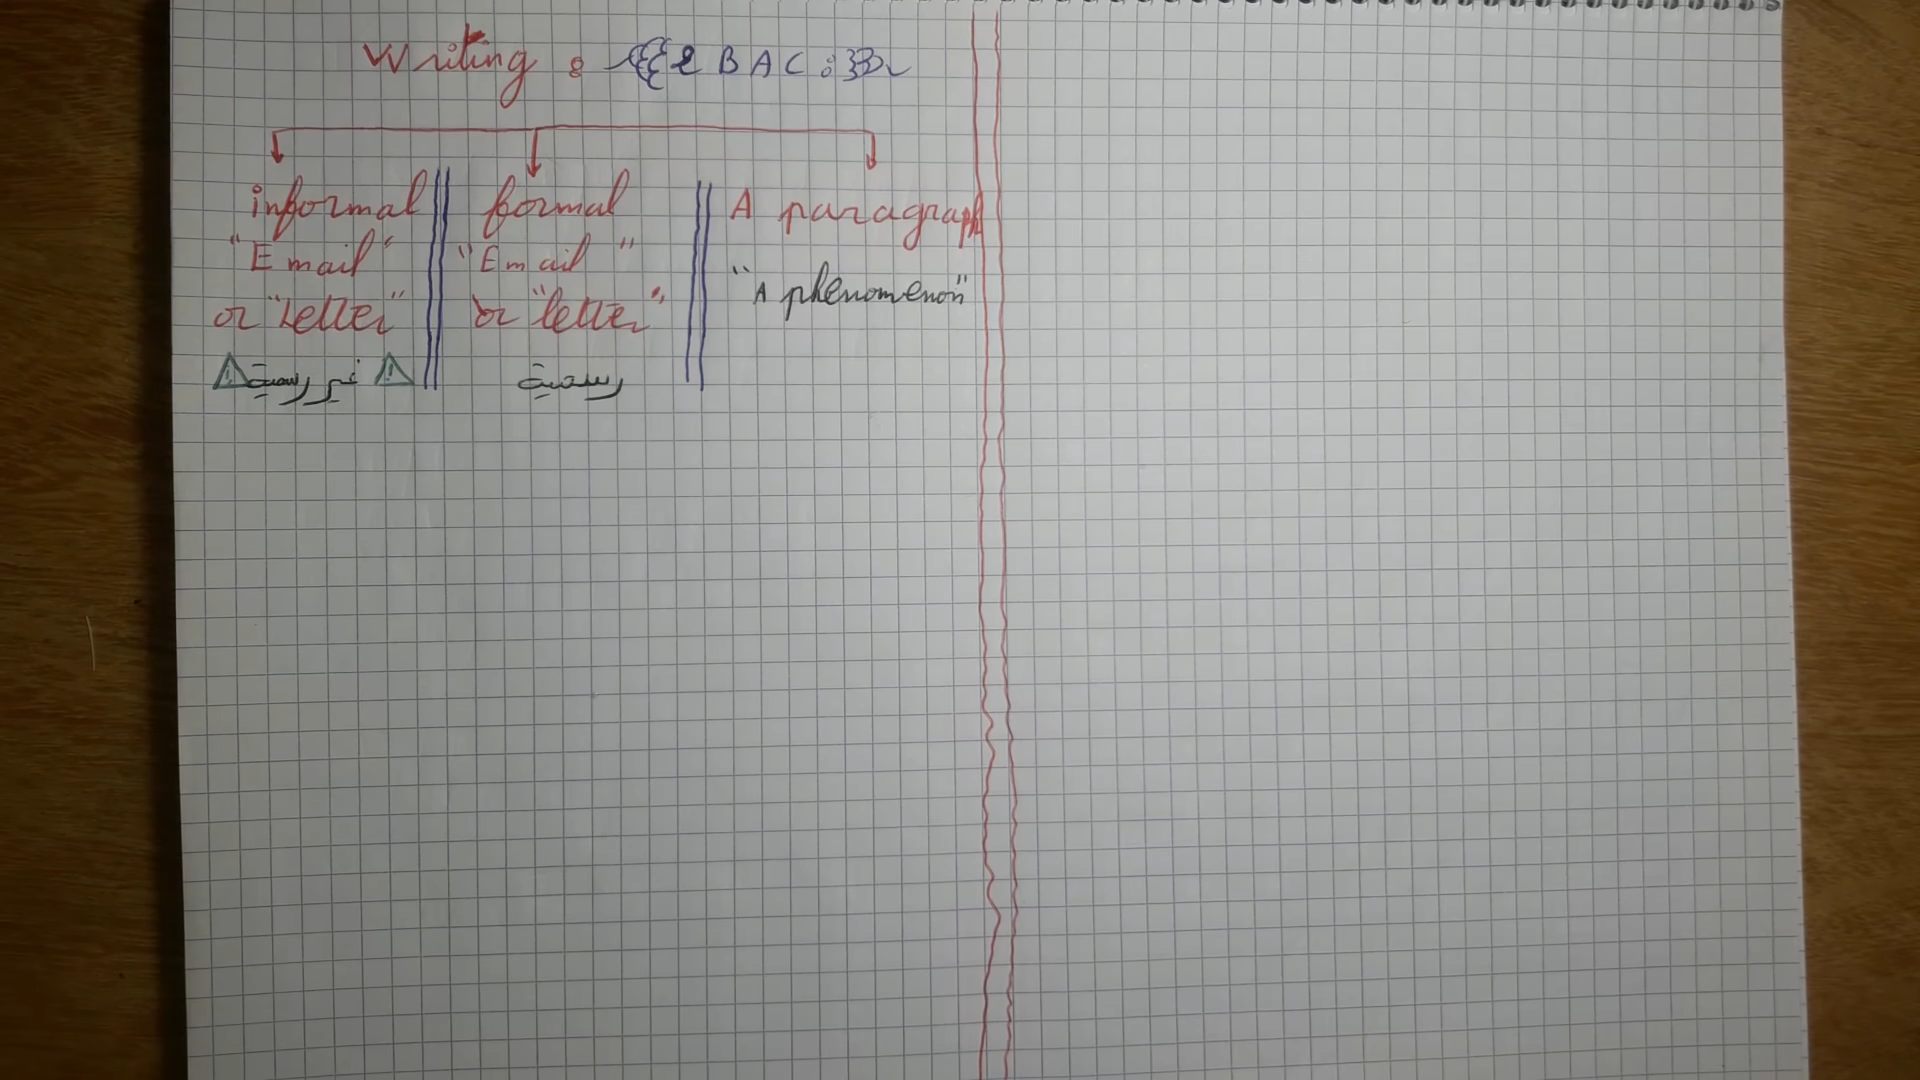 Writing : {{{2 BAC :}}}
informal
"Email"
or "letter"
غير رسمية
formal
"Email"
or "letter"
رسمية
A paragraph
"A phenomenon"